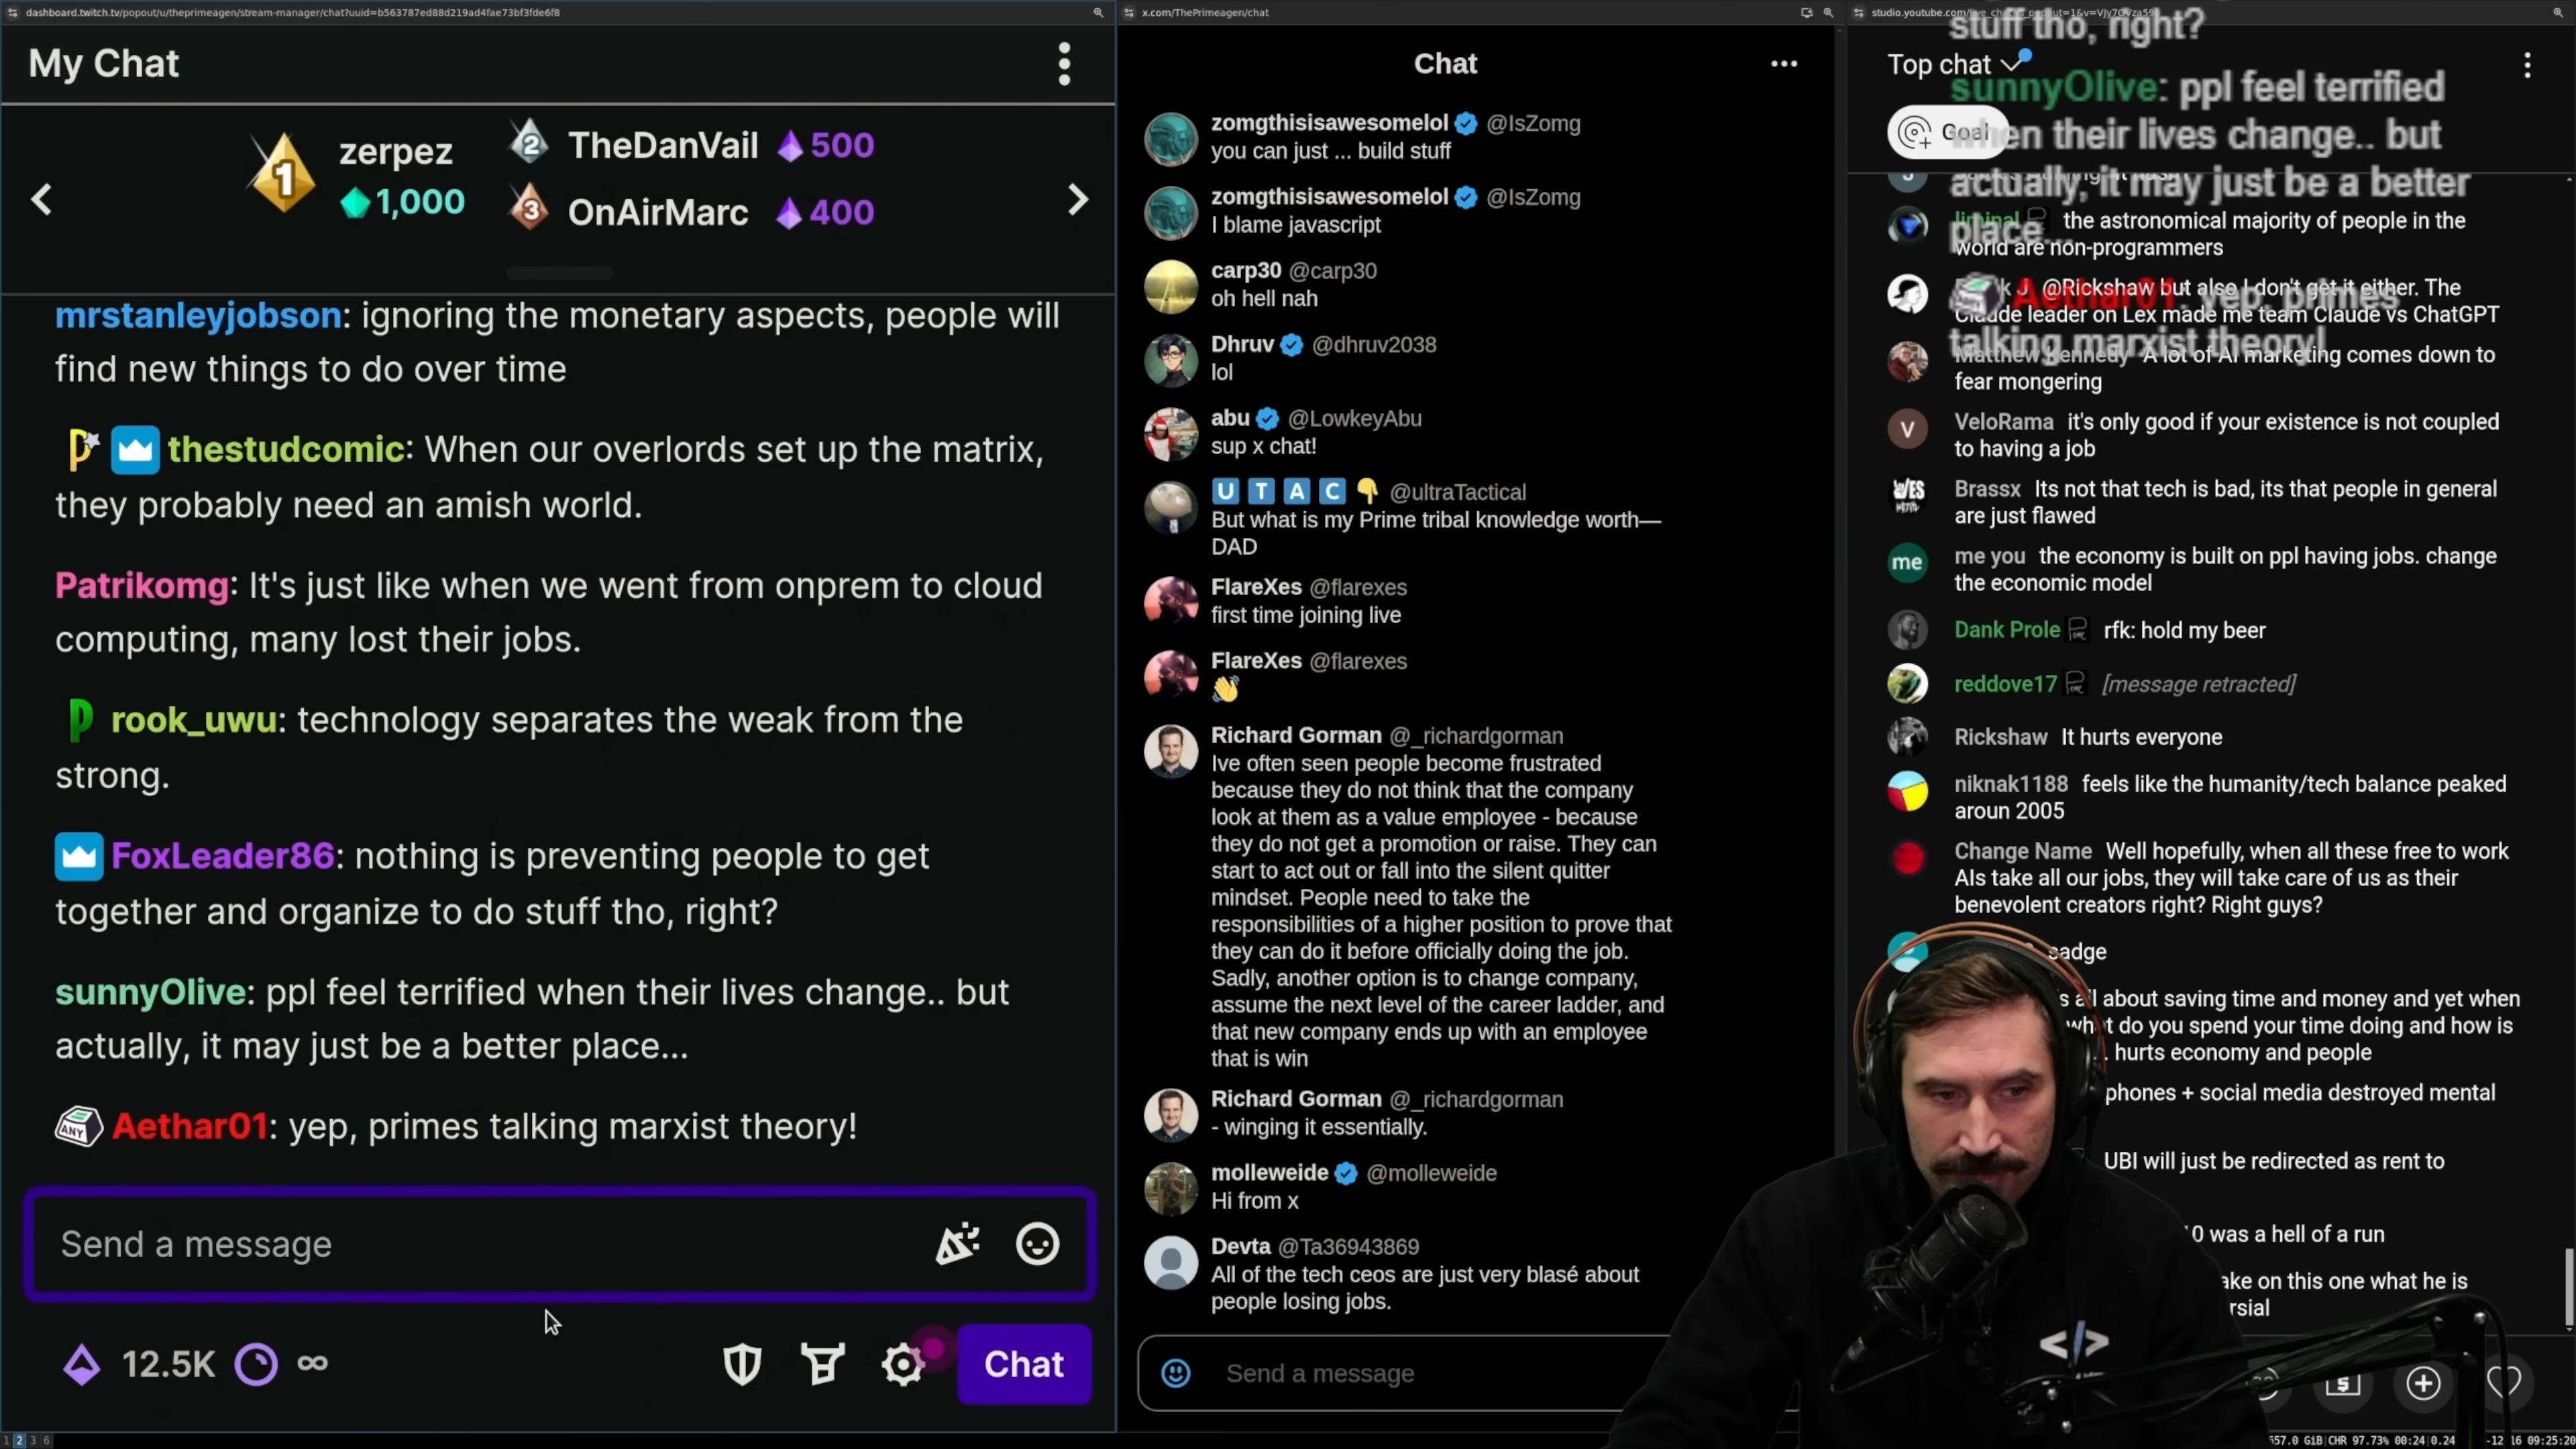 dashboard.twitch.tv/popout/u/theprimeagen/stream-manager/chat?uuid=b563787ed88d219ad4fae73bf3fde6f8
My Chat
1
zerpez
1,000
2 TheDanVail 500
3 OnAirMarc 400
mrstanleyjobson: ignoring the monetary aspects, people will
find new things to do over time
thestudcomic: When our overlords set up the matrix,
they probably need an amish world.
Patrikomg: It's just like when we went from onprem to cloud
computing, many lost their jobs.
rook_uwu: technology separates the weak from the
strong.
FoxLeader86: nothing is preventing people to get
together and organize to do stuff tho, right?
sunnyOlive: ppl feel terrified when their lives change.. but
actually, it may just be a better place...
ANY Aethar01: yep, primes talking marxist theory!
Send a message
12.5K ∞
Chat
1 2 3 6
x.com/ThePrimeagen/chat
Chat
zomgthisisawesomelol @IsZomg
you can just ... build stuff
zomgthisisawesomelol @IsZomg
I blame javascript
carp30 @carp30
oh hell nah
Dhruv @dhruv2038
lol
abu @LowkeyAbu
sup x chat!
U T A C 👇 @ultraTactical
But what is my Prime tribal knowledge worth—
DAD
FlareXes @flarexes
first time joining live
FlareXes @flarexes
👋
Richard Gorman @_richardgorman
Ive often seen people become frustrated
because they do not think that the company
look at them as a value employee - because
they do not get a promotion or raise. They can
start to act out or fall into the silent quitter
mindset. People need to take the
responsibilities of a higher position to prove that
they can do it before officially doing the job.
Sadly, another option is to change company,
assume the next level of the career ladder, and
that new company ends up with an employee
that is win
Richard Gorman @_richardgorman
- winging it essentially.
molleweide @molleweide
Hi from x
Devta @Ta36943869
All of the tech ceos are just very blasé about
people losing jobs.
Send a message
stuff tho, right?
sunnyOlive: ppl feel terrified
when their lives change.. but
actually, it may just be a better
place...
Aethar01: yep, primes
talking marxist theory!
Top chat
Goal
liminal the astronomical majority of people in the
world are non-programmers
@Rickshaw but also I don't get it either. The
Claude leader on Lex made me team Claude vs ChatGPT
Matthew Kennedy A lot of AI marketing comes down to
fear mongering
V VeloRama it's only good if your existence is not coupled
to having a job
Brassx Its not that tech is bad, its that people in general
are just flawed
me me you the economy is built on ppl having jobs. change
the economic model
Dank Prole rfk: hold my beer
reddove17 [message retracted]
Rickshaw It hurts everyone
niknak1188 feels like the humanity/tech balance peaked
aroun 2005
Change Name Well hopefully, when all these free to work
AIs take all our jobs, they will take care of us as their
benevolent creators right? Right guys?
sadge
all about saving time and money and yet when
what do you spend your time doing and how is
hurts economy and people
phones + social media destroyed mental
UBI will just be redirected as rent to
0 was a hell of a run
on this one what he is
</>
557.0 GiB|CHR 97.73% 00:24|0.24